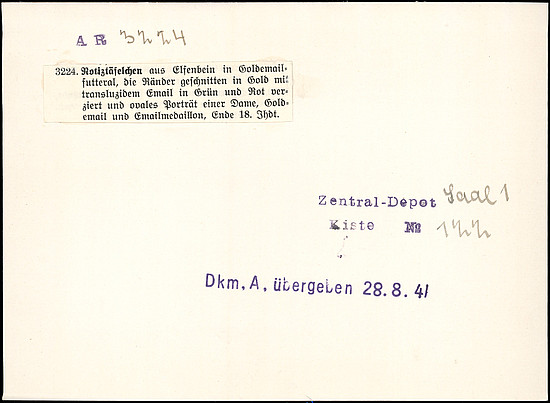 AR 3224
3224. Notiztäfelchen aus Elfenbein in Goldemail-
futteral, die Ränder geschnitten in Gold mit
transluzidem Email in Grün und Rot ver-
ziert und ovales Porträt einer Dame, Gold-
email und Emailmedaillon, Ende 18. Jhdt.
Zentral-Depot Saal 1
Kiste № 122
Dkm. A. übergeben 28. 8. 41